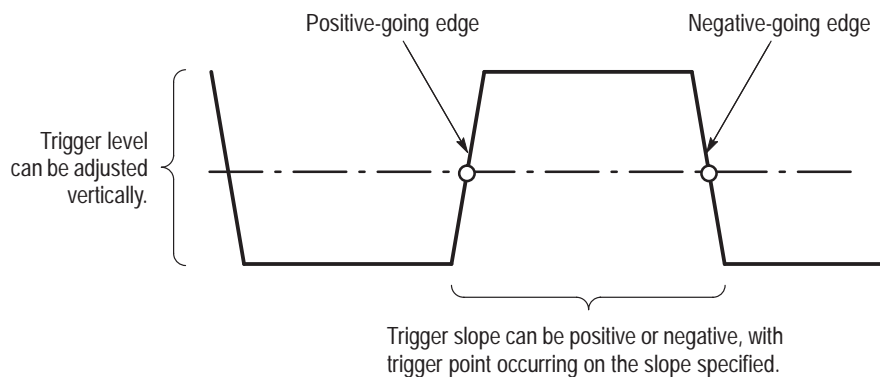 Positive-going edge
Negative-going edge
Trigger level
can be adjusted
vertically.
Trigger slope can be positive or negative, with
trigger point occurring on the slope specified.